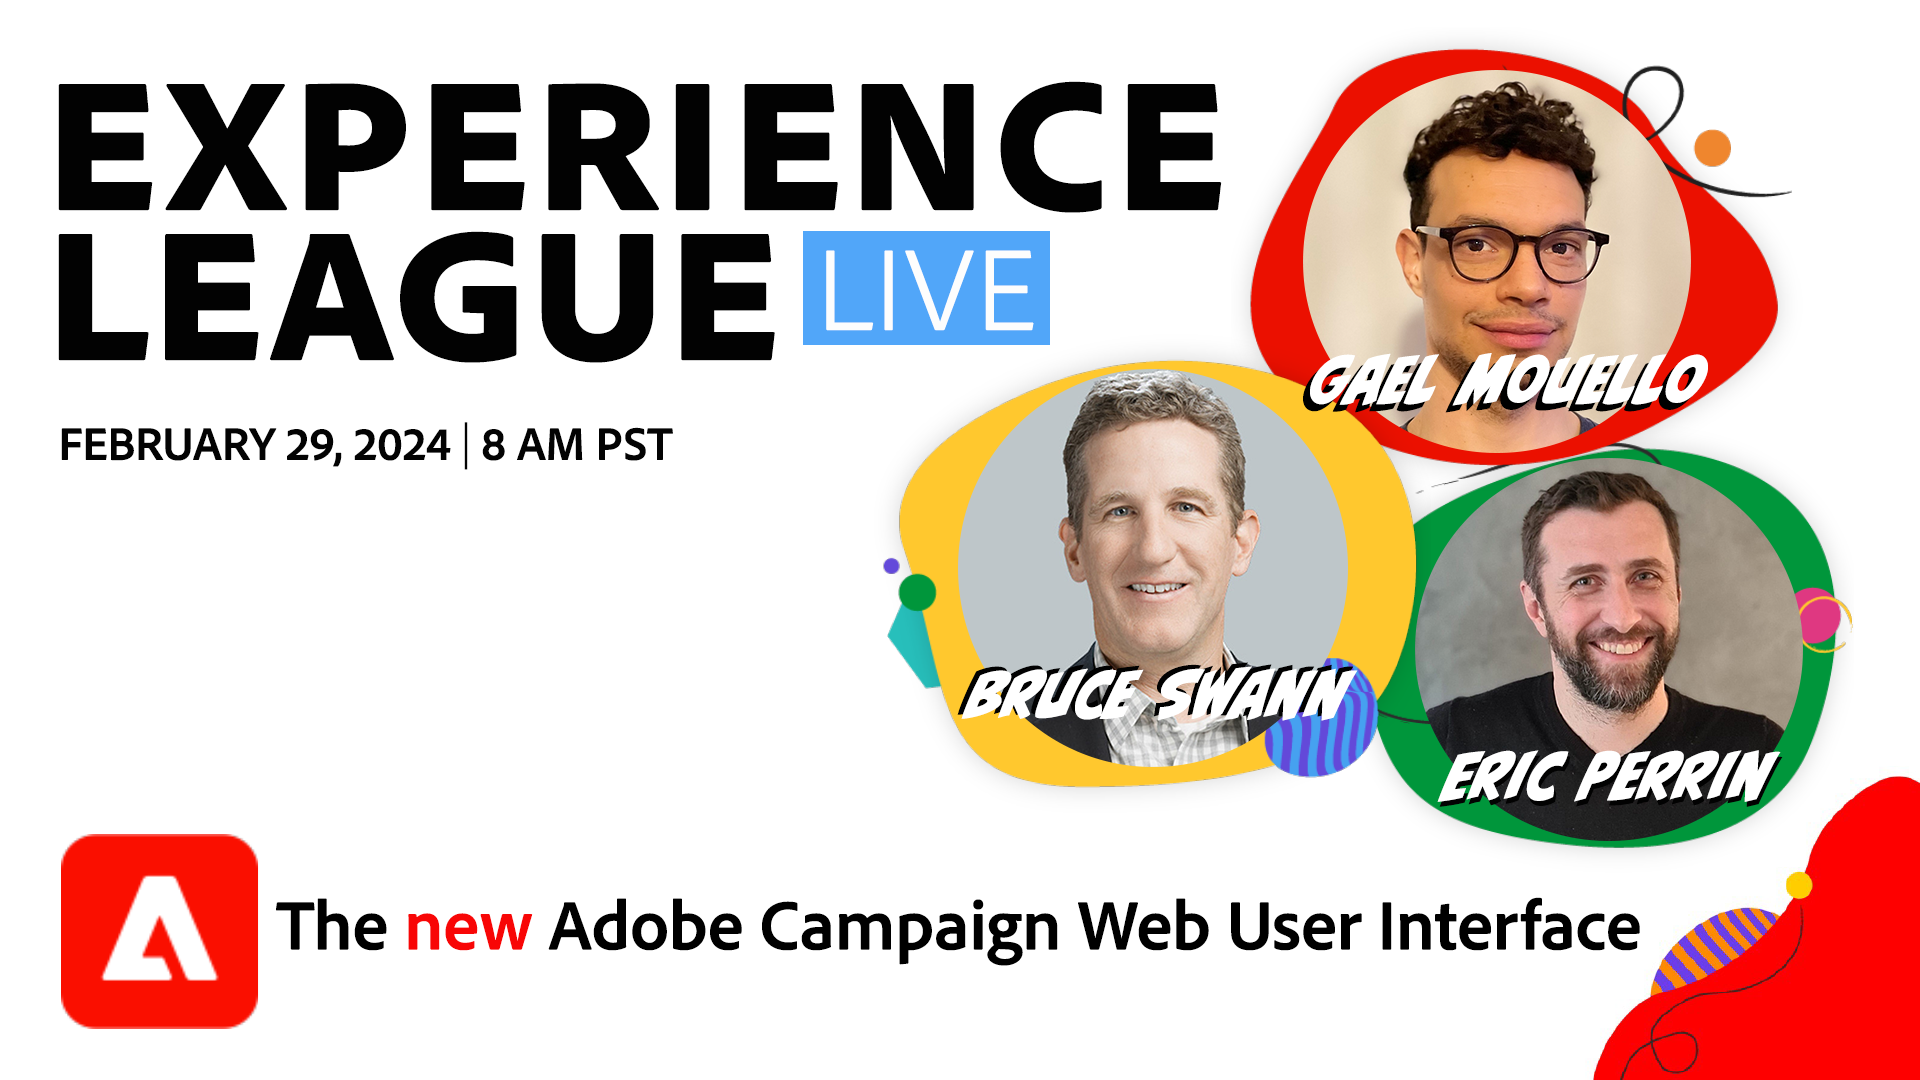 EXPERIENCE
LEAGUE LIVE
FEBRUARY 29, 2024 | 8 AM PST
GAEL MOUELLO
BRUCE SWANN
ERIC PERRIN
The new Adobe Campaign Web User Interface